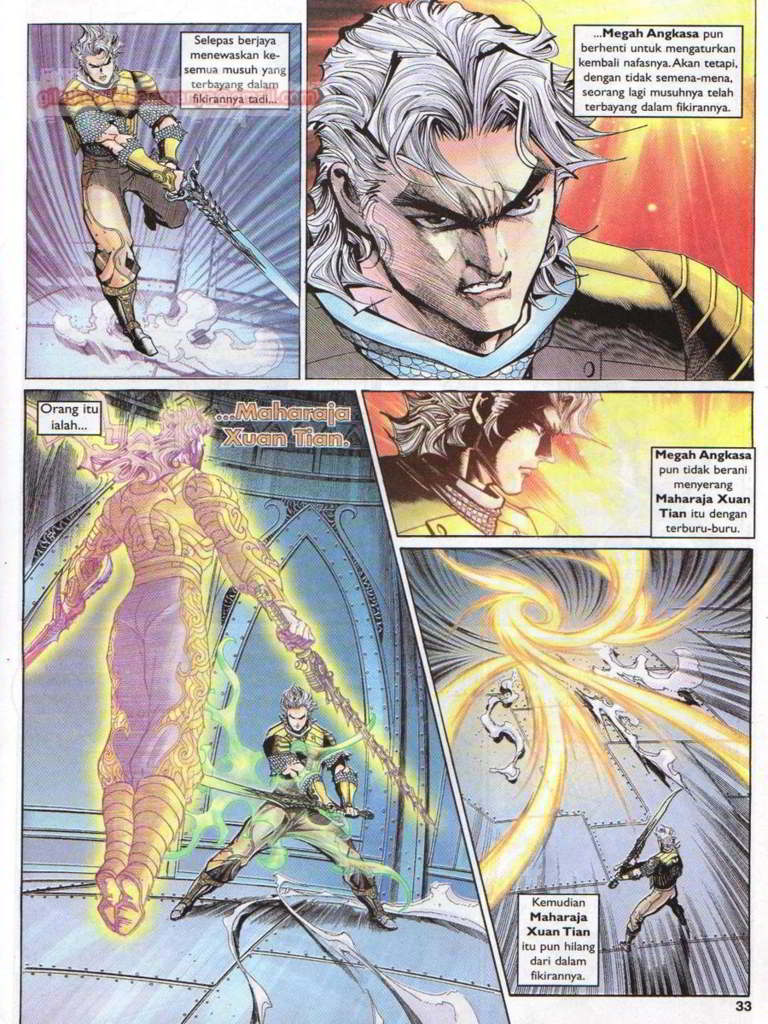 Selepas berjaya
menewaskan ke-
semua musuh yang
terbayang dalam
fikirannya tadi...
...Megah Angkasa pun
berhenti untuk mengaturkan
kembali nafasnya. Akan tetapi,
dengan tidak semena-mena,
seorang lagi musuhnya telah
terbayang dalam fikirannya.
Orang itu
ialah...
...Maharaja
Xuan Tian.
Megah Angkasa
pun tidak berani
menyerang
Maharaja Xuan
Tian itu dengan
terburu-buru.
Kemudian
Maharaja
Xuan Tian
itu pun hilang
dari dalam
fikirannya.
33